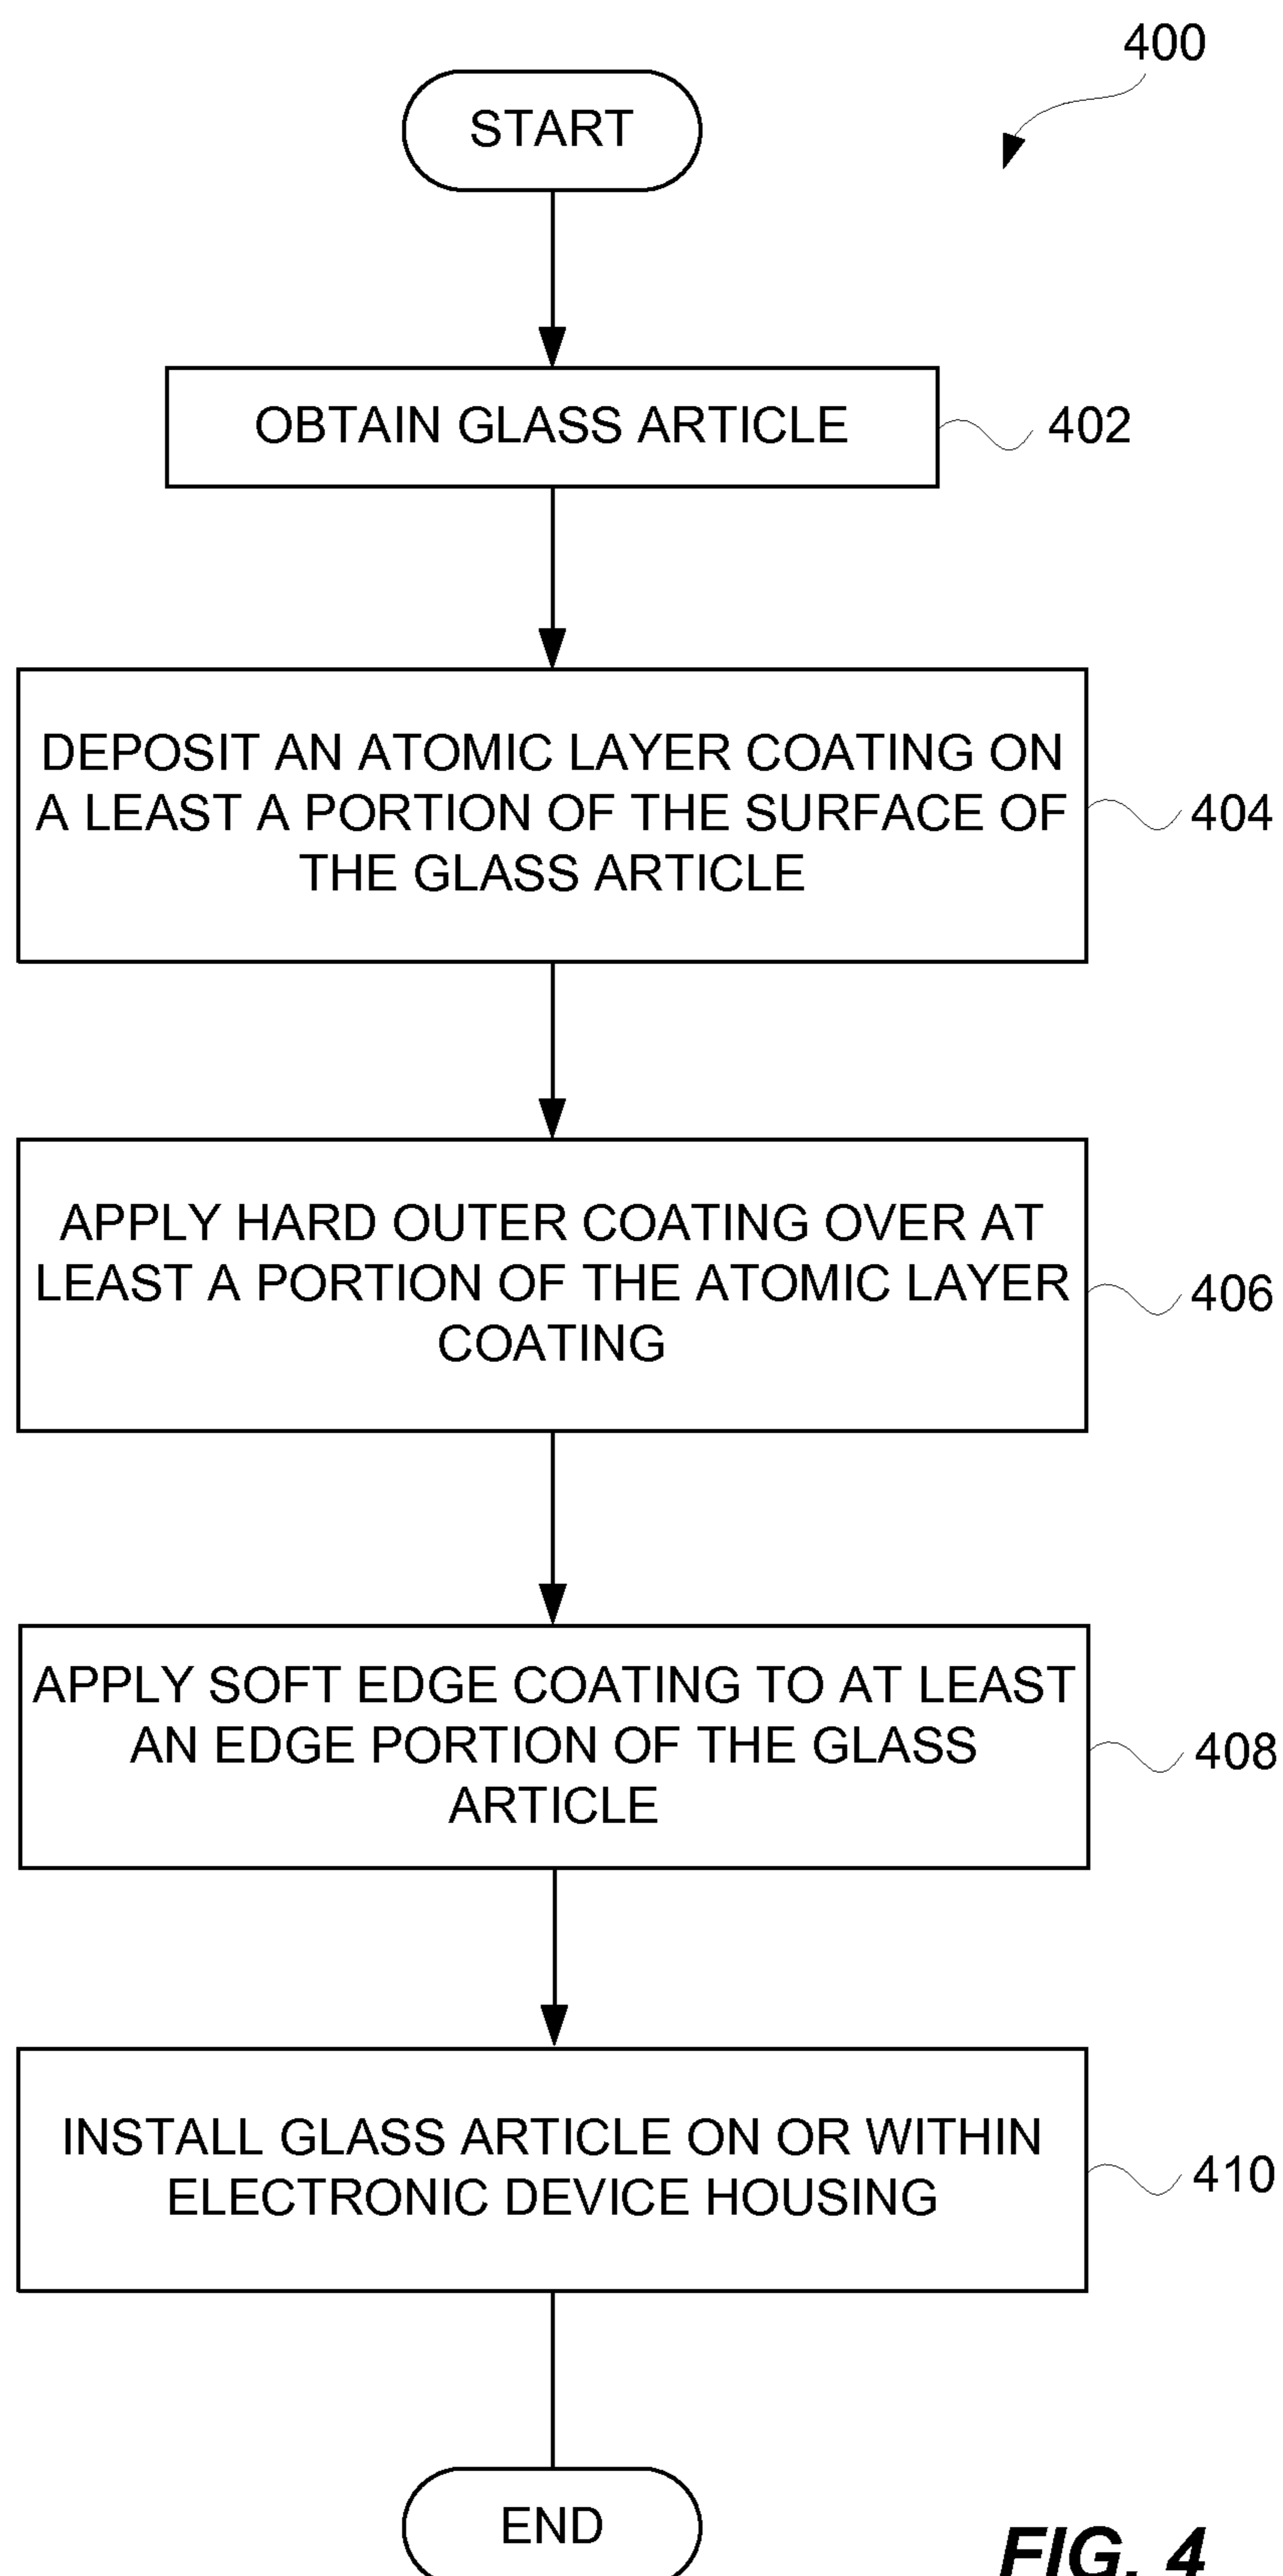 400
START
OBTAIN GLASS ARTICLE
402
DEPOSIT AN ATOMIC LAYER COATING ON
A LEAST A PORTION OF THE SURFACE OF
THE GLASS ARTICLE
404
APPLY HARD OUTER COATING OVER AT
LEAST A PORTION OF THE ATOMIC LAYER
COATING
406
APPLY SOFT EDGE COATING TO AT LEAST
AN EDGE PORTION OF THE GLASS
ARTICLE
408
INSTALL GLASS ARTICLE ON OR WITHIN
ELECTRONIC DEVICE HOUSING
410
END
FIG. 4